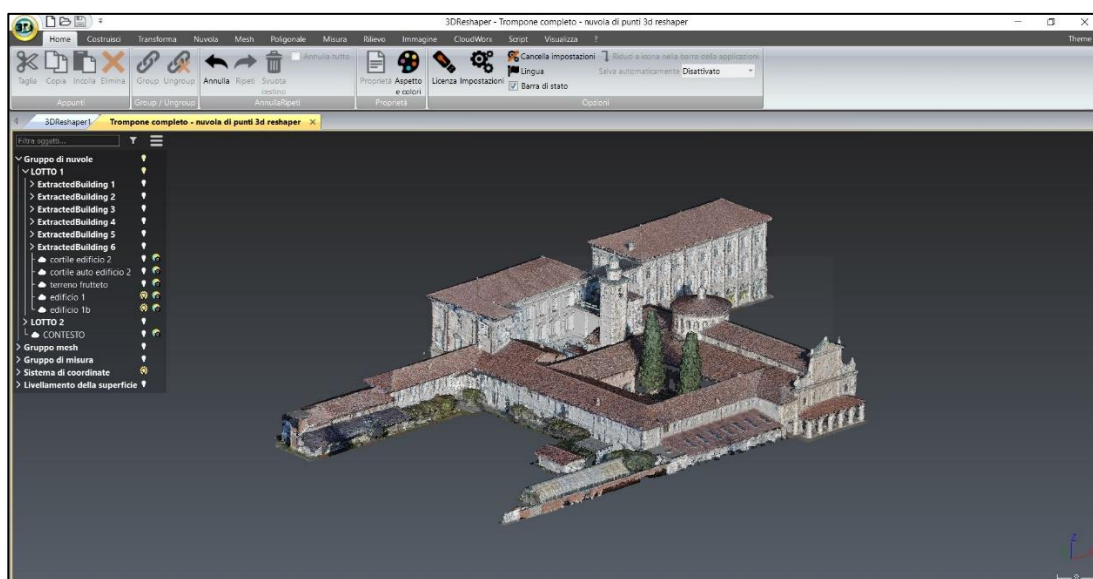 3DR
3DReshaper - Trompone completo - nuvola di punti 3d reshaper
Home Costruisci Trasforma Nuvola Mesh Poligonale Misura Rilievo Immagine CloudWorx Script Visualizza ? Theme
Taglia Copia Incolla Elimina Group Ungroup Annulla Ripeti Svuota cestino Annulla tutto Proprietà Aspetto e colori Licenza Impostazioni
Cancella impostazioni Riduci a icona nella barra delle applicazioni
Lingua Salva automaticamente Disattivato
Barra di stato
Appunti Group / Ungroup AnnullaRipeti Proprietà Opzioni
3DReshaper1 Trompone completo - nuvola di punti 3d reshaper X
Filtra oggetti...
Gruppo di nuvole
LOTTO 1
ExtractedBuilding 1
ExtractedBuilding 2
ExtractedBuilding 3
ExtractedBuilding 4
ExtractedBuilding 5
ExtractedBuilding 6
cortile edificio 2
cortile auto edificio 2
terreno frutteto
edificio 1
edificio 1b
LOTTO 2
CONTESTO
Gruppo mesh
Gruppo di misura
Sistema di coordinate
Livellamento della superficie
Z